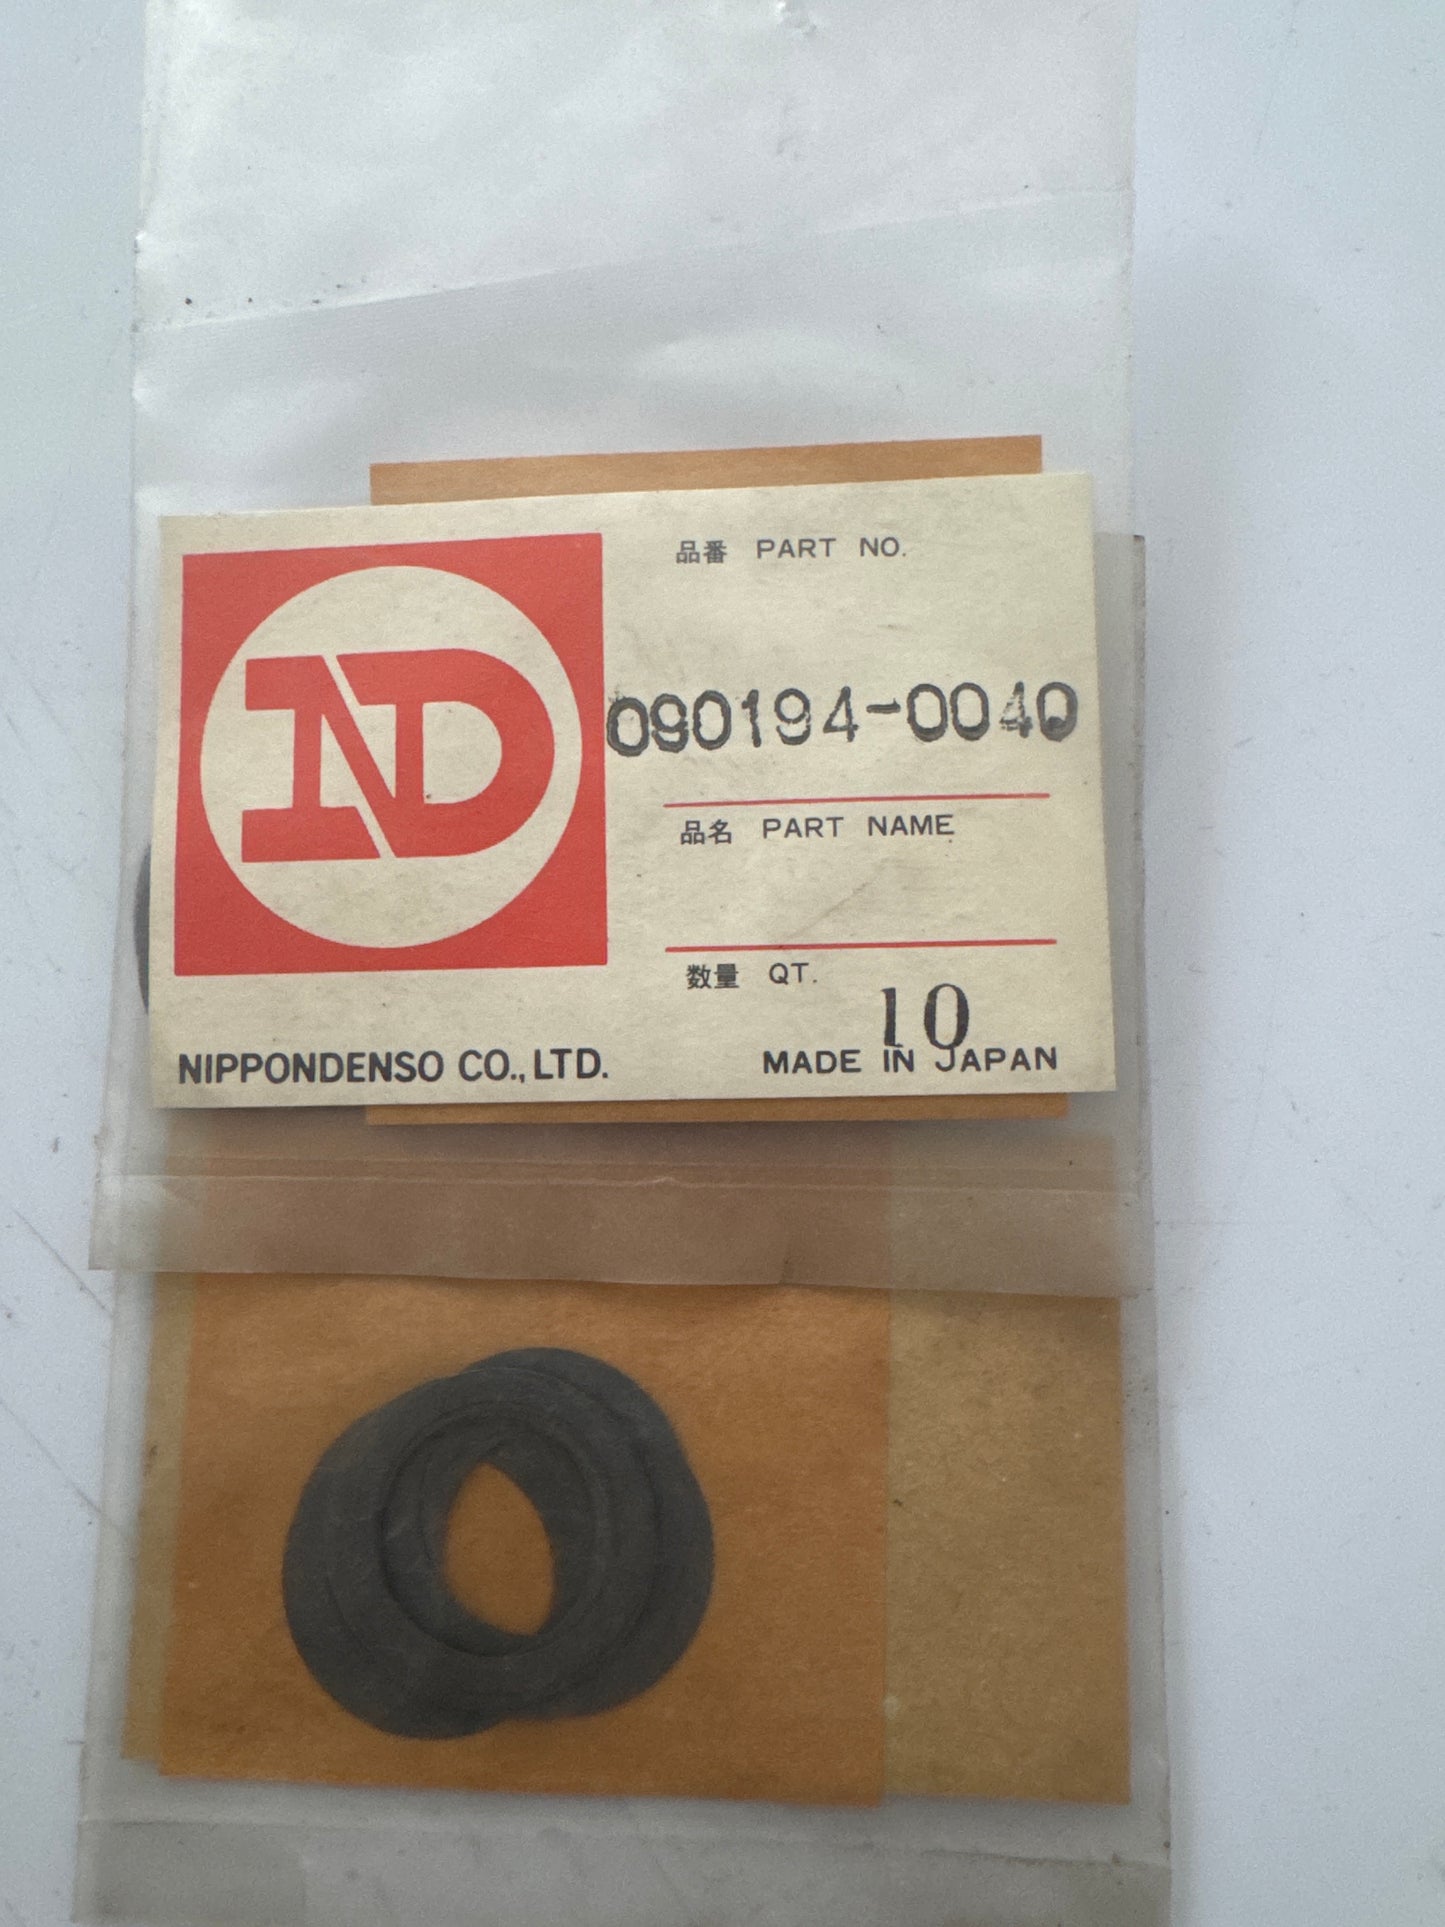 ND
品番 PART NO.
090194-0040
品名 PART NAME
数量 QT.
10
NIPPONDENSO CO., LTD.
MADE IN JAPAN